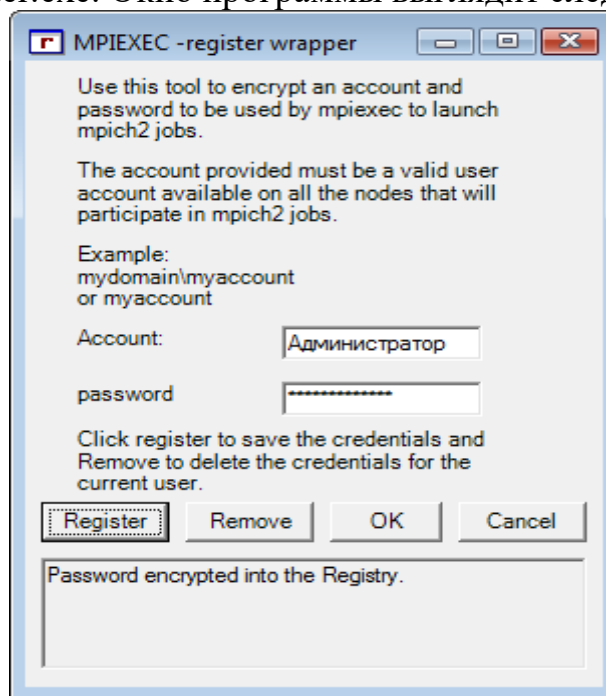 Окно программы выглядит
MPIEXEC -register wrapper
Use this tool to encrypt an account and
password to be used by mpiexec to launch
mpich2 jobs.
The account provided must be a valid user
account available on all the nodes that will
participate in mpich2 jobs.
Example:
mydomain\myaccount
or myaccount
Account:
Администратор
password
*************
Click register to save the credentials and
Remove to delete the credentials for the
current user.
Register Remove OK Cancel
Password encrypted into the Registry.